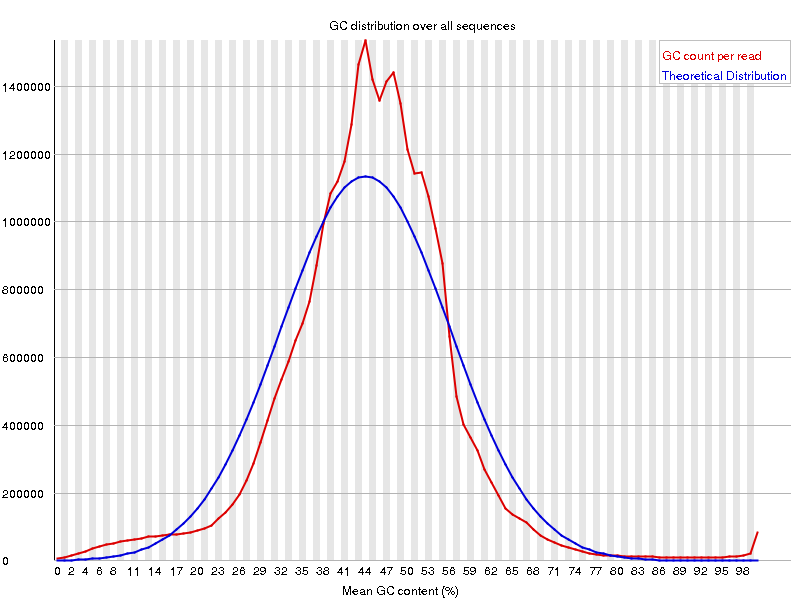 GC distribution over all sequences
GC count per read
Theoretical Distribution
1400000
1200000
1000000
800000
600000
400000
200000
0
0 2 4 6 8 11 14 17 20 23 26 29 32 35 38 41 44 47 50 53 56 59 62 65 68 71 74 77 80 83 86 89 92 95 98
Mean GC content (%)